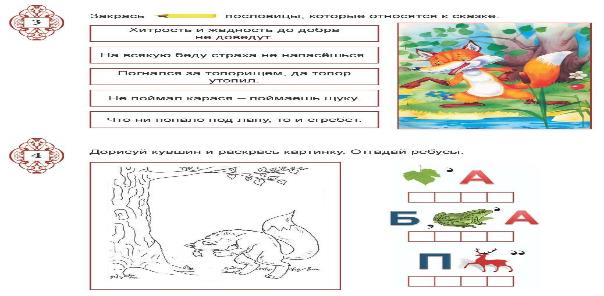 3
Закрась пословицы, которые относятся к сказке.
Хитрость и жадность до добра
не доведут.
На всякую беду страха не напасёшься.
Погнался за топорищем, да топор
утопил.
Не поймал карася – поймаешь щуку.
Что ни попало под лапу, то и сгребет.
4
Дорисуй кувшин и раскрась картинку. Отгадай ребусы.
, А
Б А
П ,,